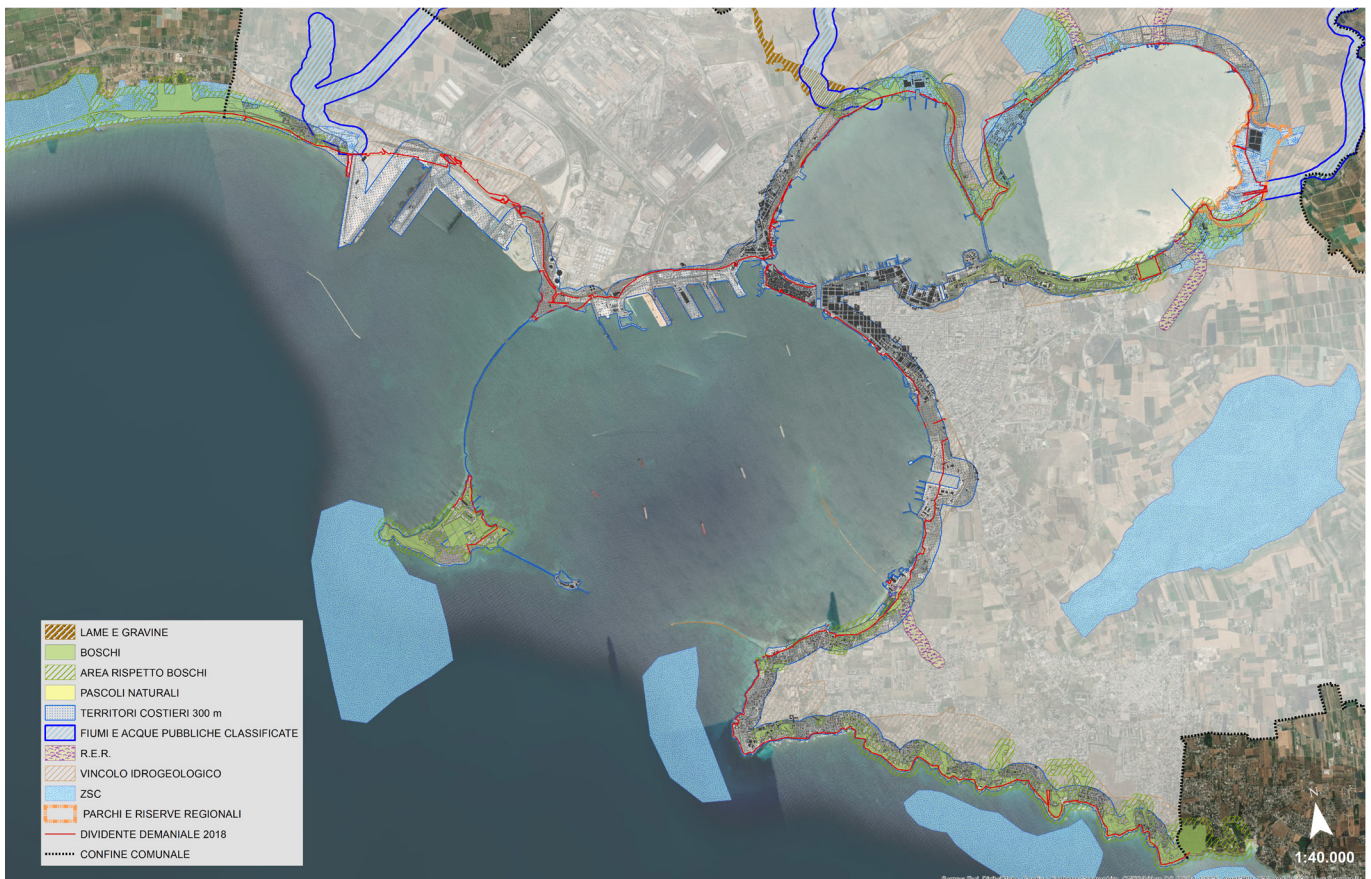 LAME E GRAVINE
BOSCHI
AREA RISPETTO BOSCHI
PASCOLI NATURALI
TERRITORI COSTIERI 300 m
FIUMI E ACQUE PUBBLICHE CLASSIFICATE
R.E.R.
VINCOLO IDROGEOLOGICO
ZSC
PARCHI E RISERVE REGIONALI
DIVIDENTE DEMANIALE 2018
CONFINE COMUNALE
N
1:40.000